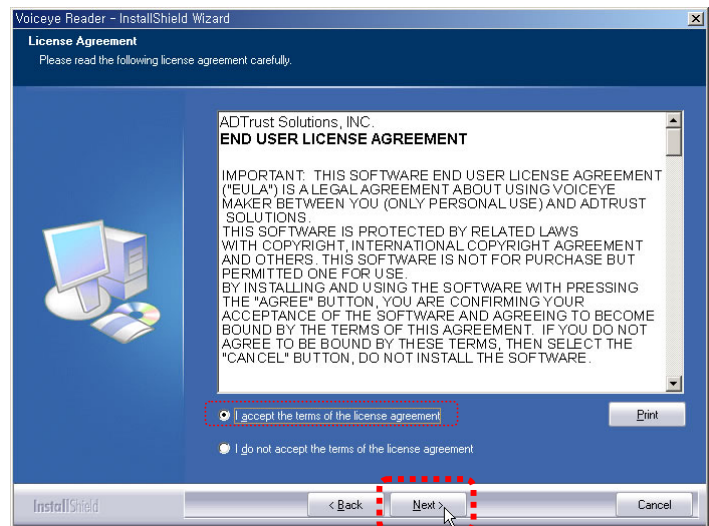 Voiceye Reader - InstallShield Wizard
License Agreement
Please read the following license agreement carefully.
ADTrust Solutions, INC.
END USER LICENSE AGREEMENT
IMPORTANT: THIS SOFTWARE END USER LICENSE AGREEMENT
("EULA") IS A LEGAL AGREEMENT ABOUT USING VOICEYE
MAKER BETWEEN YOU (ONLY PERSONAL USE) AND ADTRUST
SOLUTIONS.
THIS SOFTWARE IS PROTECTED BY RELATED LAWS
WITH COPYRIGHT, INTERNATIONAL COPYRIGHT AGREEMENT
AND OTHERS. THIS SOFTWARE IS NOT FOR PURCHASE BUT
PERMITTED ONE FOR USE.
BY INSTALLING AND USING THE SOFTWARE WITH PRESSING
THE "AGREE" BUTTON, YOU ARE CONFIRMING YOUR
ACCEPTANCE OF THE SOFTWARE AND AGREEING TO BECOME
BOUND BY THE TERMS OF THIS AGREEMENT. IF YOU DO NOT
AGREE TO BE BOUND BY THESE TERMS, THEN SELECT THE
"CANCEL" BUTTON, DO NOT INSTALL THE SOFTWARE.
I accept the terms of the license agreement
Print
I do not accept the terms of the license agreement
InstallShield
< Back
Next >
Cancel